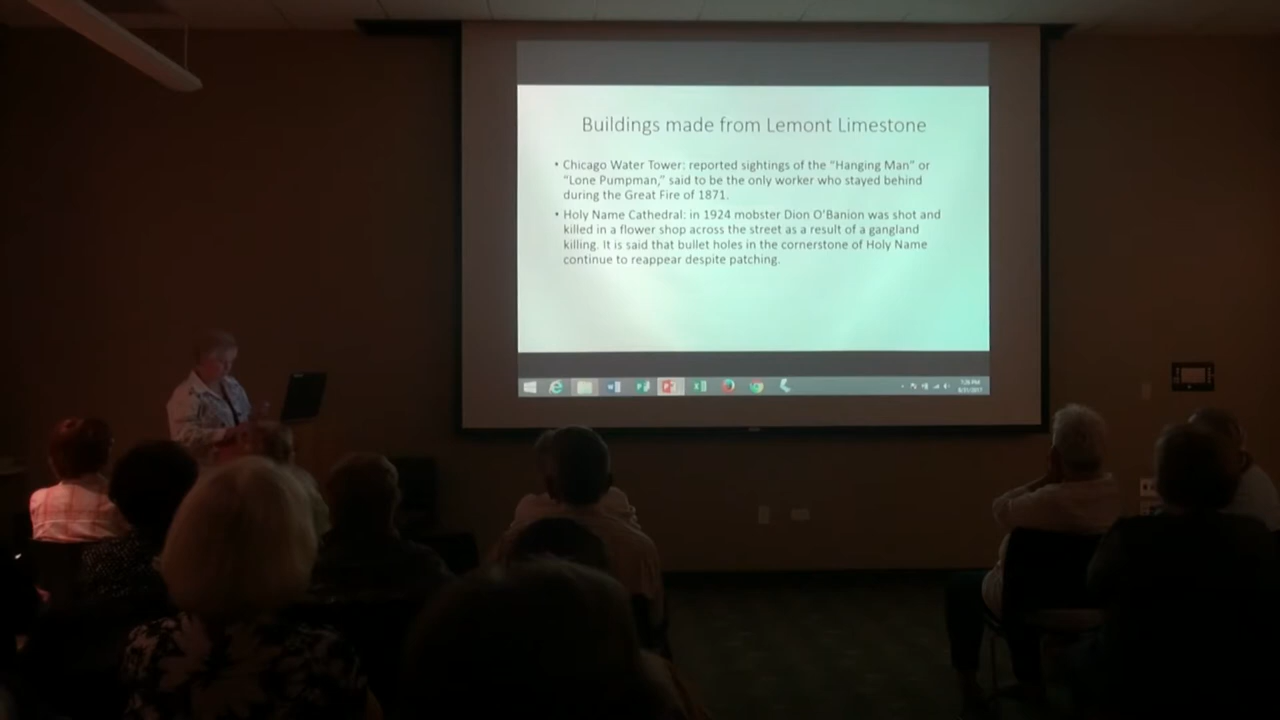 Buildings made from Lemont Limestone
• Chicago Water Tower: reported sightings of the “Hanging Man” or
“Lone Pumpman,” said to be the only worker who stayed behind
during the Great Fire of 1871.
• Holy Name Cathedral: in 1924 mobster Dion O’Banion was shot and
killed in a flower shop across the street as a result of a gangland
killing. It is said that bullet holes in the cornerstone of Holy Name
continue to reappear despite patching.